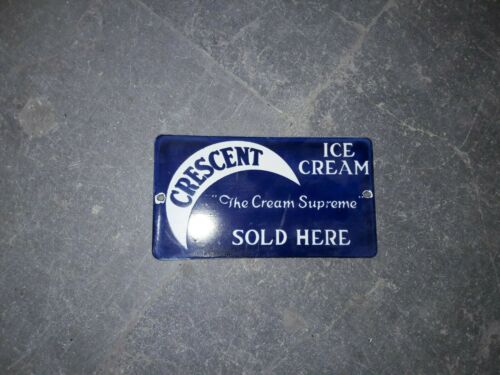 CRESCENT
ICE
CREAM
"The Cream Supreme"
SOLD HERE